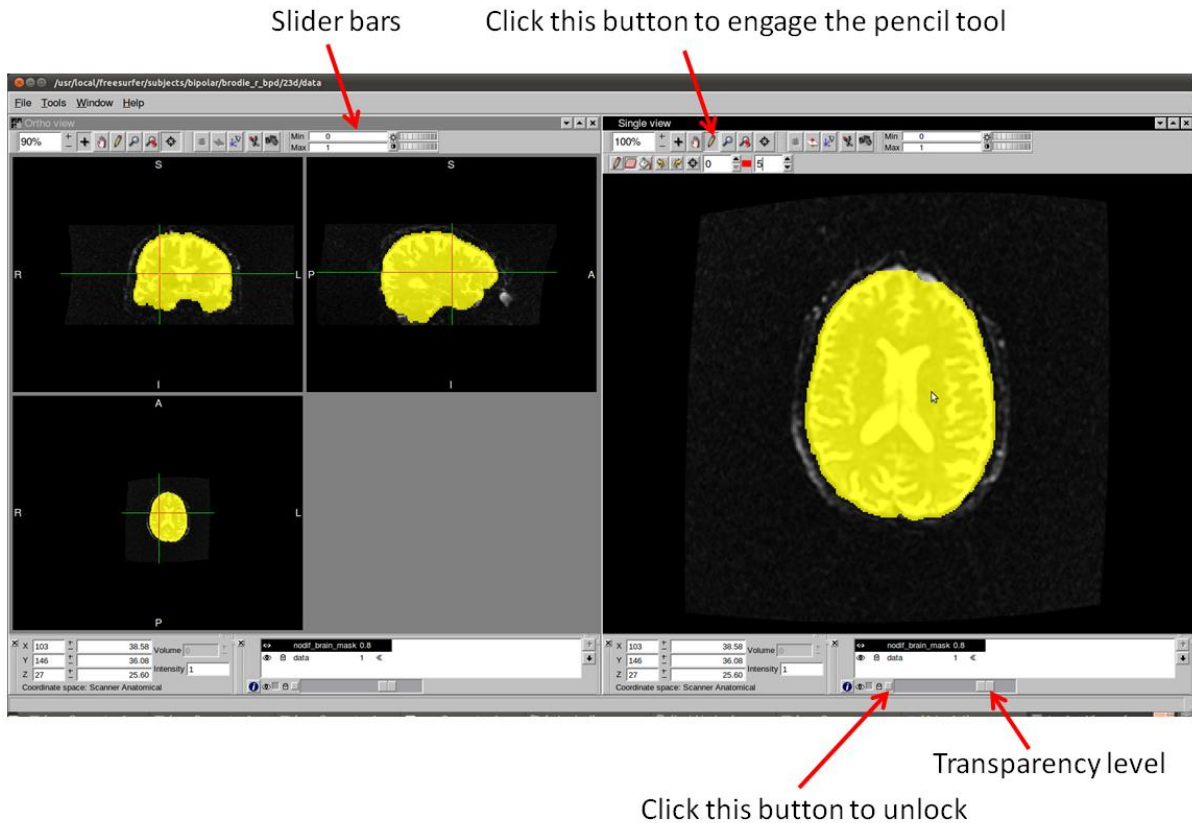 Slider bars
Click this button to engage the pencil tool
/usr/local/freesurfer/subjects/bipolar/brodie_r_bpd/23d/data
File Tools Window Help
Ortho view
Single view
90%
Min 0
Max 1
100%
Min 0
Max 1
0 5
S
S
R
L
P
A
I
I
A
R
L
P
X 103 38.58
Y 146 36.08
Z 27 25.60
Volume 0
Intensity 1
Coordinate space: Scanner Anatomical
nodif_brain_mask 0.8
data 1
X 103 38.58
Y 146 36.08
Z 27 25.60
Volume 0
Intensity 1
Coordinate space: Scanner Anatomical
nodif_brain_mask 0.8
data 1
Transparency level
Click this button to unlock